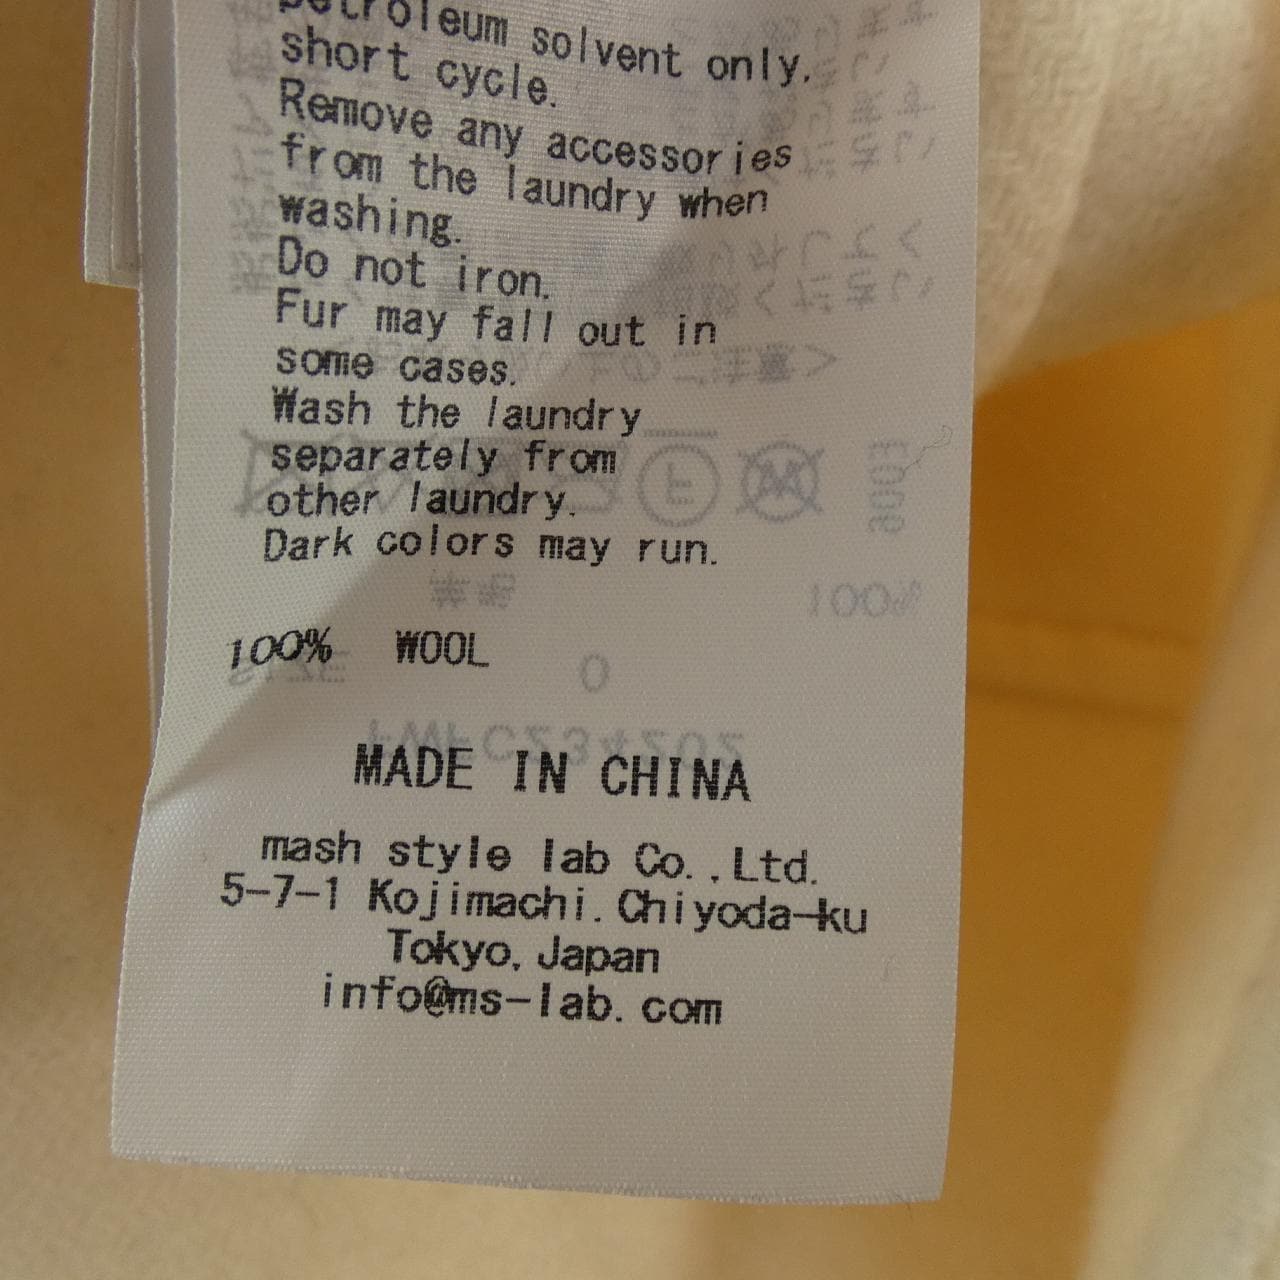 petroleum solvent only.
short cycle.
Remove any accessories
from the laundry when
washing.
Do not iron.
Fur may fall out in
some cases.
Wash the laundry
separately from
other laundry.
Dark colors may run.
100% WOOL
MADE IN CHINA
mash style lab Co.,Ltd.
5-7-1 Kojimachi.Chiyoda-ku
Tokyo,Japan
info@ms-lab.com